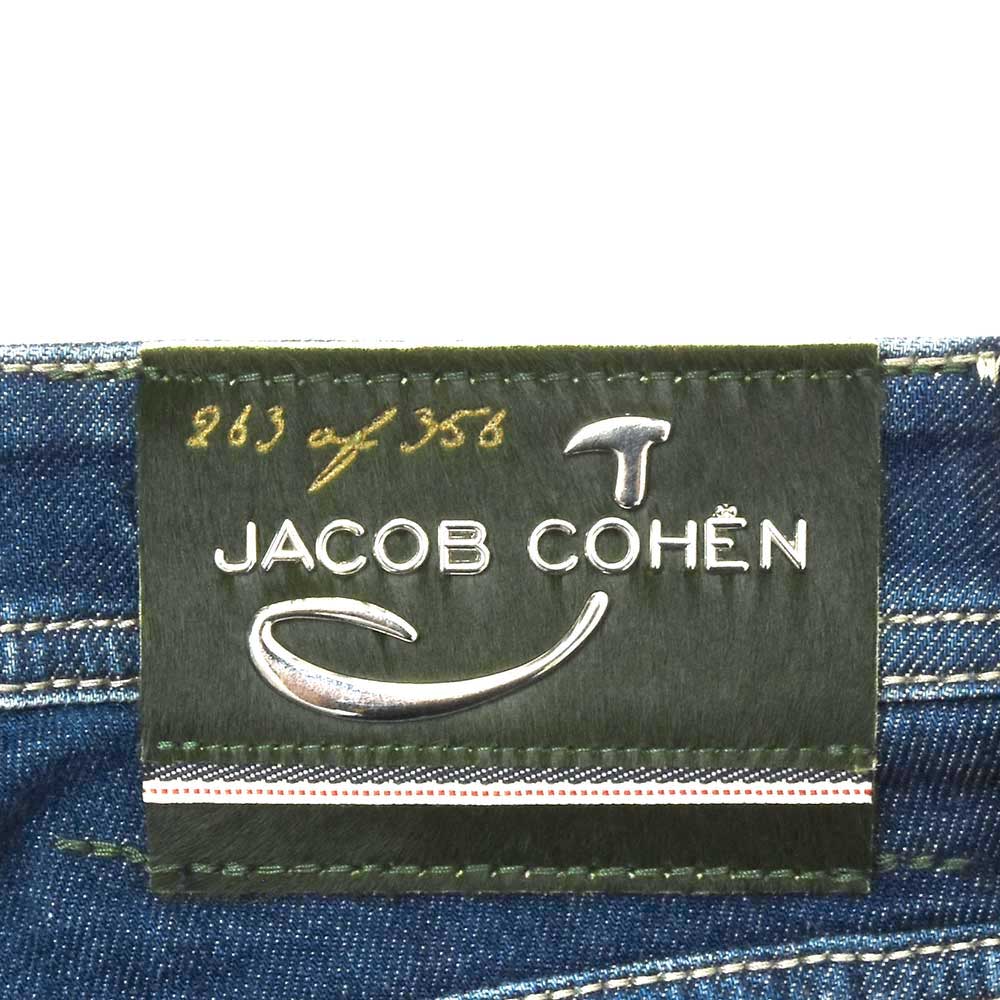 263 of 356
JACOB COHËN